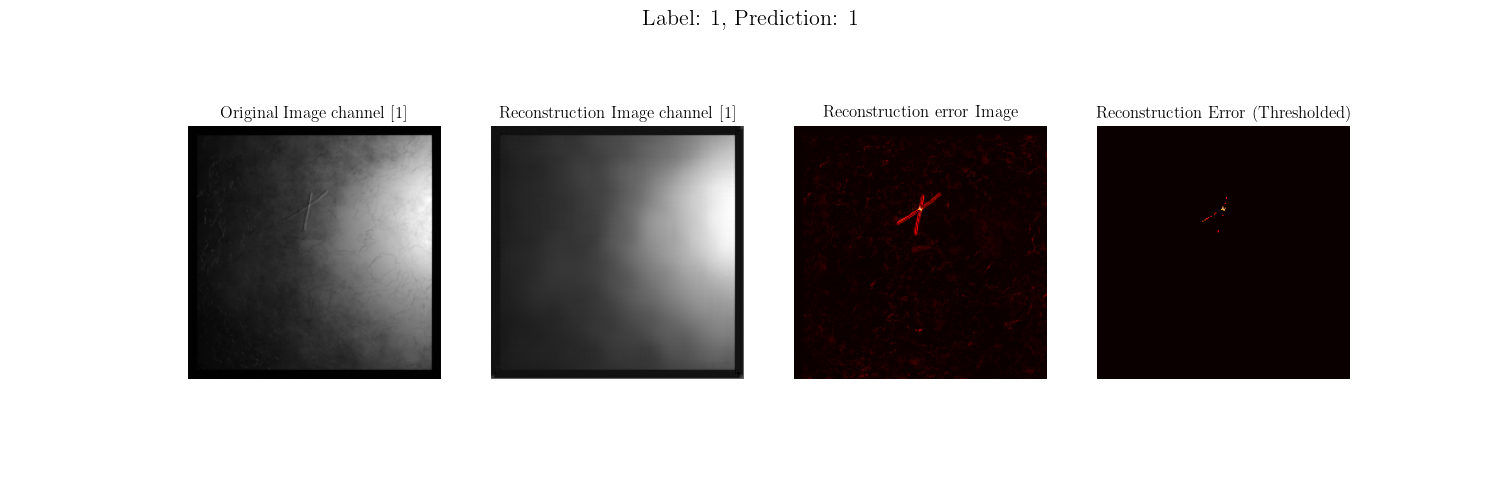 Label: 1, Prediction: 1
Original Image channel [1]
Reconstruction Image channel [1]
Reconstruction error Image
Reconstruction Error (Thresholded)